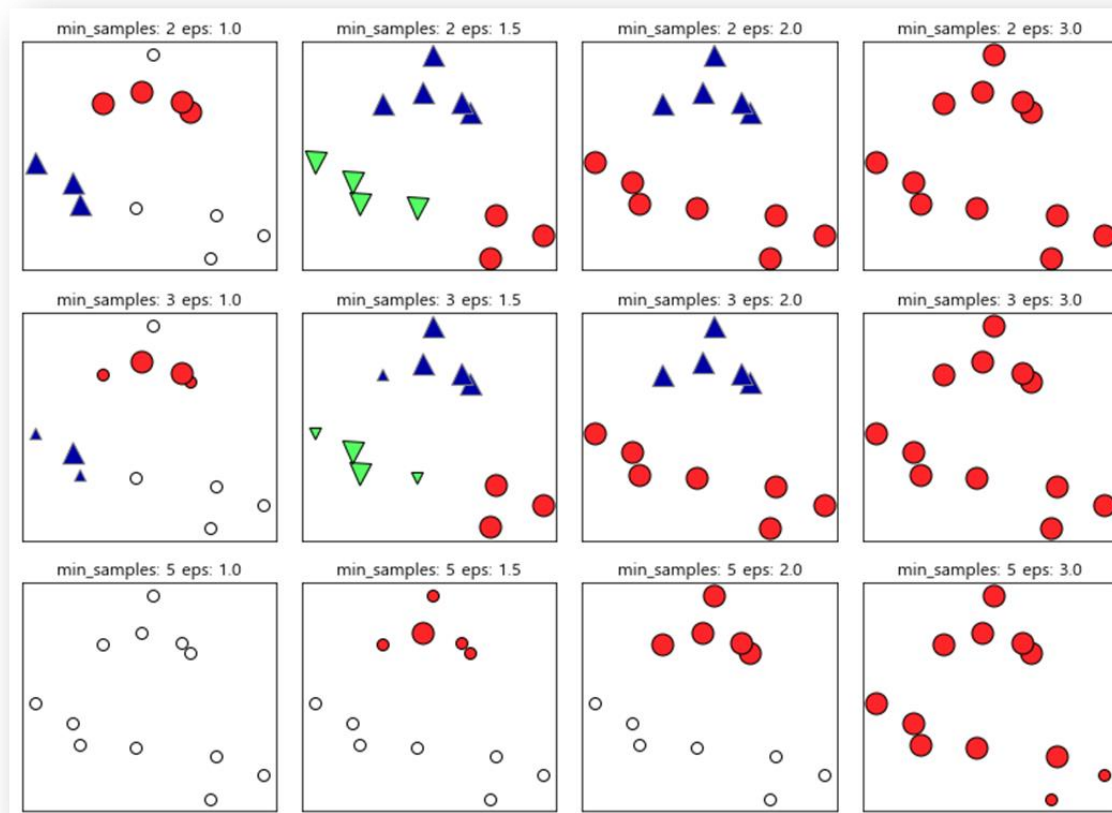 min_samples: 2 eps: 1.0
min_samples: 2 eps: 1.5
min_samples: 2 eps: 2.0
min_samples: 2 eps: 3.0
min_samples: 3 eps: 1.0
min_samples: 3 eps: 1.5
min_samples: 3 eps: 2.0
min_samples: 3 eps: 3.0
min_samples: 5 eps: 1.0
min_samples: 5 eps: 1.5
min_samples: 5 eps: 2.0
min_samples: 5 eps: 3.0